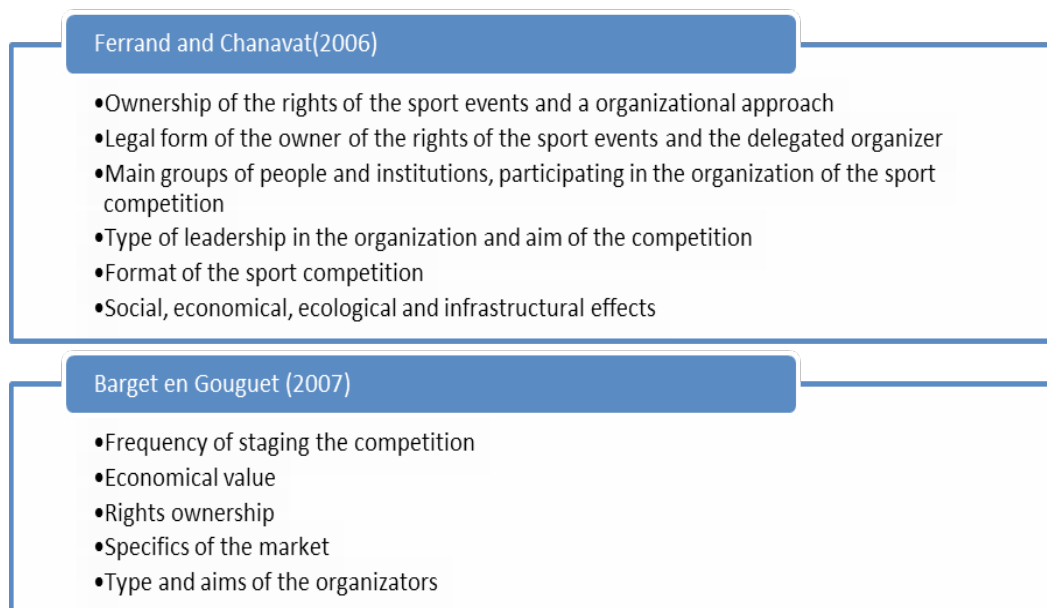 Ferrand and Chanavat(2006)
•Ownership of the rights of the sport events and a organizational approach
•Legal form of the owner of the rights of the sport events and the delegated organizer
•Main groups of people and institutions, participating in the organization of the sport
competition
•Type of leadership in the organization and aim of the competition
•Format of the sport competition
•Social, economical, ecological and infrastructural effects
Barget en Gouguet (2007)
•Frequency of staging the competition
•Economical value
•Rights ownership
•Specifics of the market
•Type and aims of the organizators